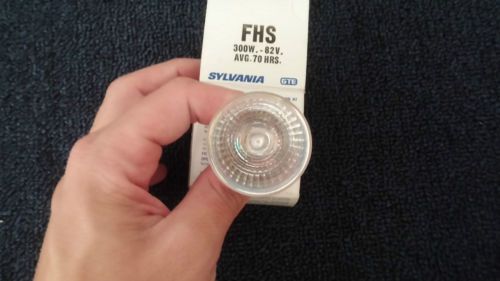 FHS
300W. - 82V.
AVG. 70 HRS.
SYLVANIA GTE